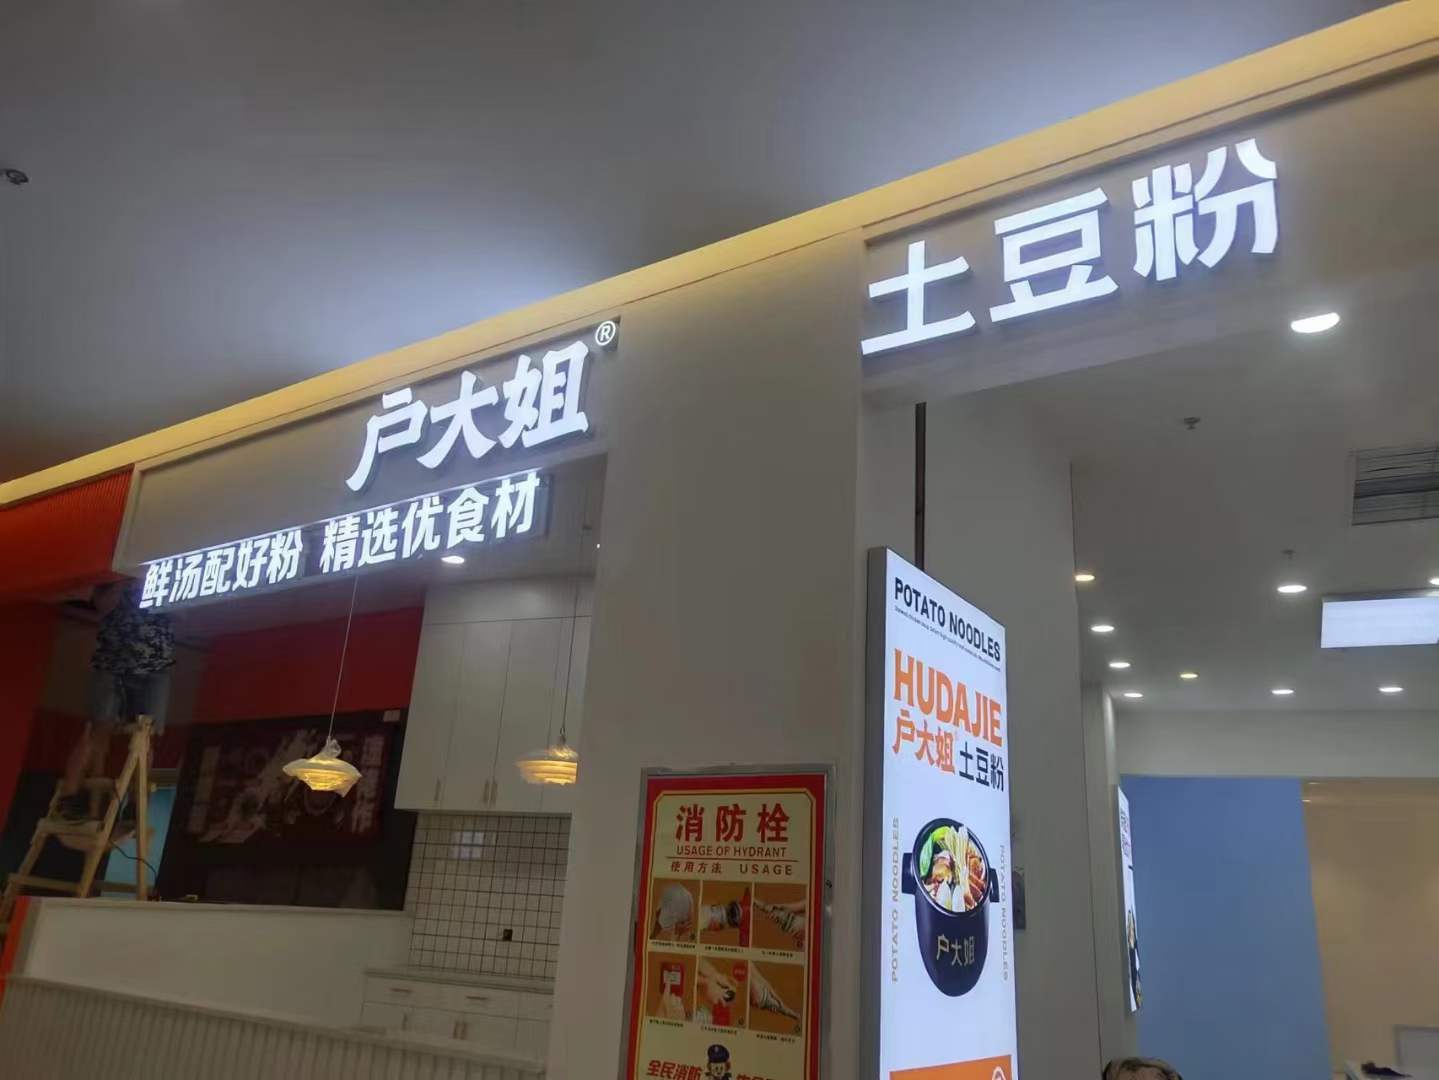 户大姐®
土豆粉
鲜汤配好粉 精选优食材
POTATO NOODLES
HUDAJIE
户大姐 土豆粉
POTATO NOODLES
户大姐
POTATO NOODLES
消防栓
USAGE OF HYDRANT
使用方法 USAGE
全民消防